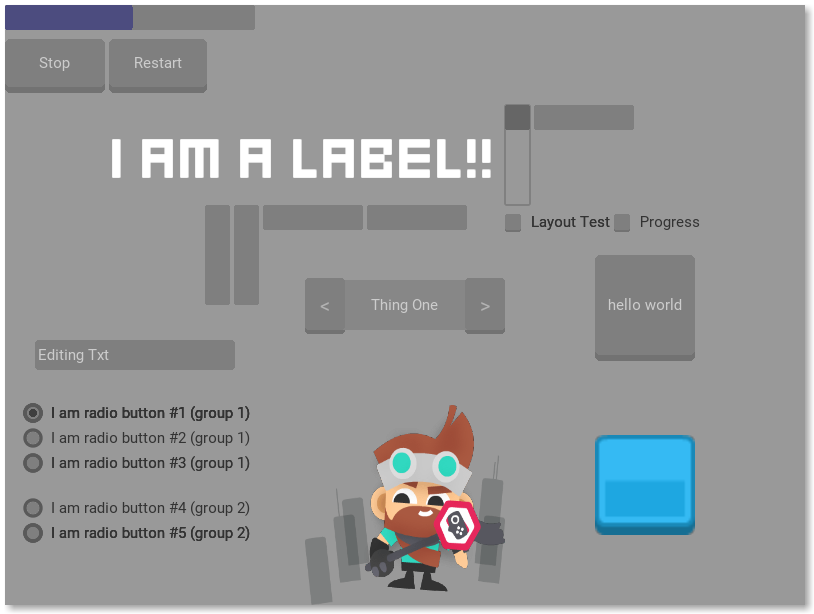 Stop
Restart
I AM A LABEL!!
Layout Test
Progress
<
Thing One
>
hello world
Editing Txt
I am radio button #1 (group 1)
I am radio button #2 (group 1)
I am radio button #3 (group 1)
I am radio button #4 (group 2)
I am radio button #5 (group 2)